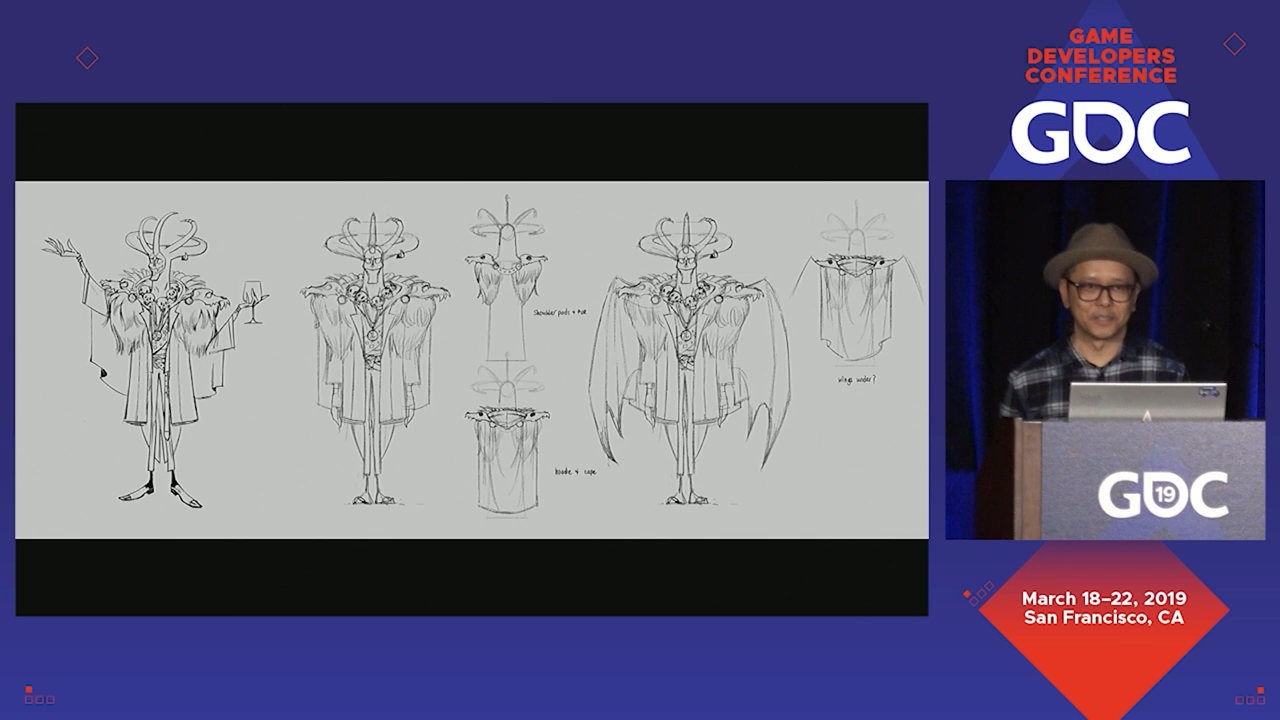 GAME
DEVELOPERS
CONFERENCE
GDC
Shoulder pads & fur
hoodie & cape
wings under?
GDC
19
March 18–22, 2019
San Francisco, CA